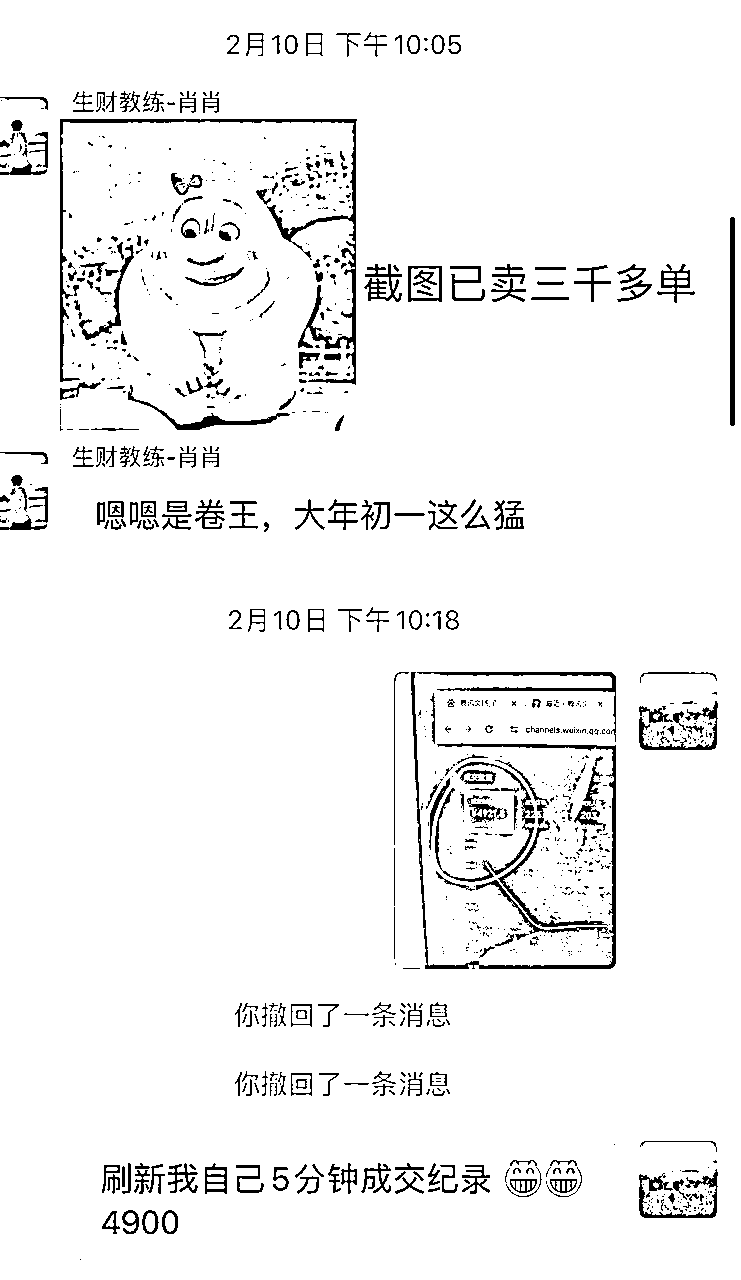 2月10日 下午10:05
生财教练-肖肖
截图已卖三千多单
生财教练-肖肖
嗯嗯是卷王，大年初一这么猛
2月10日 下午10:18
channels.weixin.qq.com
你撤回了一条消息
你撤回了一条消息
刷新我自己5分钟成交纪录 😁😁
4900